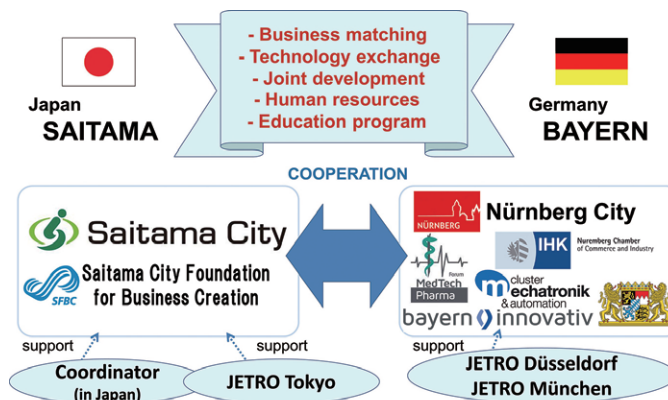 - Business matching
- Technology exchange
- Joint development
- Human resources
- Education program
Japan
SAITAMA
Germany
BAYERN
COOPERATION
Saitama City
SFBC
Saitama City Foundation
for Business Creation
NÜRNBERG
Nürnberg City
IHK
Nuremberg Chamber
of Commerce and Industry
Forum
MedTech
Pharma
cluster
mechatronik
& automation
bayern innovativ
support
support
support
Coordinator
(in Japan)
JETRO Tokyo
JETRO Düsseldorf
JETRO München